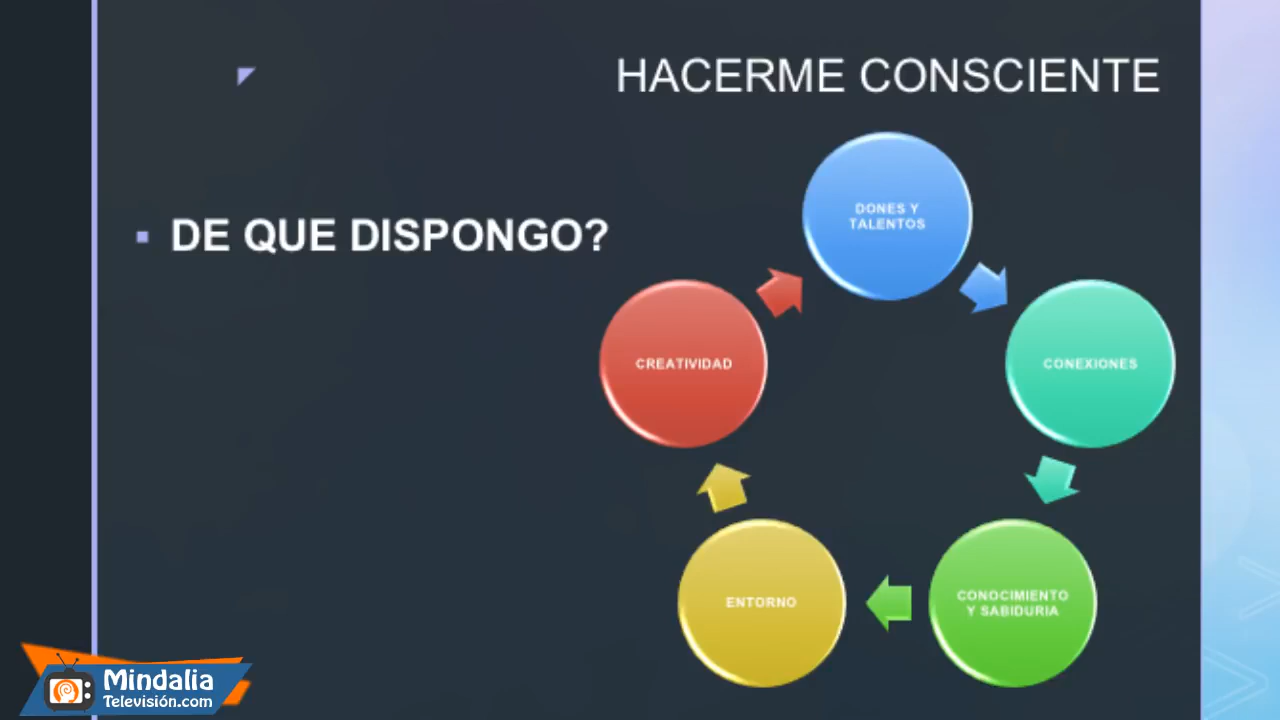 HACERME CONSCIENTE
DE QUE DISPONGO?
DONES Y
TALENTOS
CONEXIONES
CONOCIMIENTO
Y SABIDURIA
ENTORNO
CREATIVIDAD
Mindalia
Televisión.com